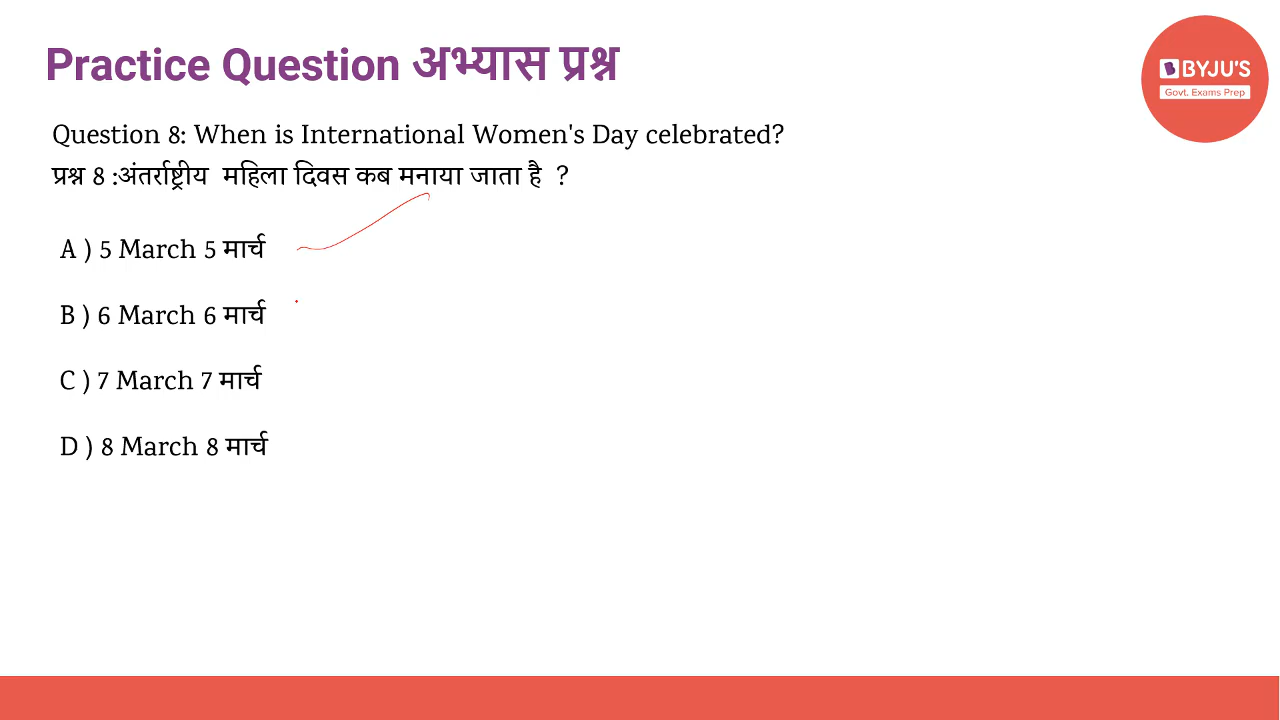 Practice Question अभ्यास प्रश्न
BYJU'S
Govt. Exams Prep
Question 8: When is International Women's Day celebrated?
प्रश्न 8 :अंतर्राष्ट्रीय महिला दिवस कब मनाया जाता है ?
A ) 5 March 5 मार्च
B ) 6 March 6 मार्च
C ) 7 March 7 मार्च
D ) 8 March 8 मार्च